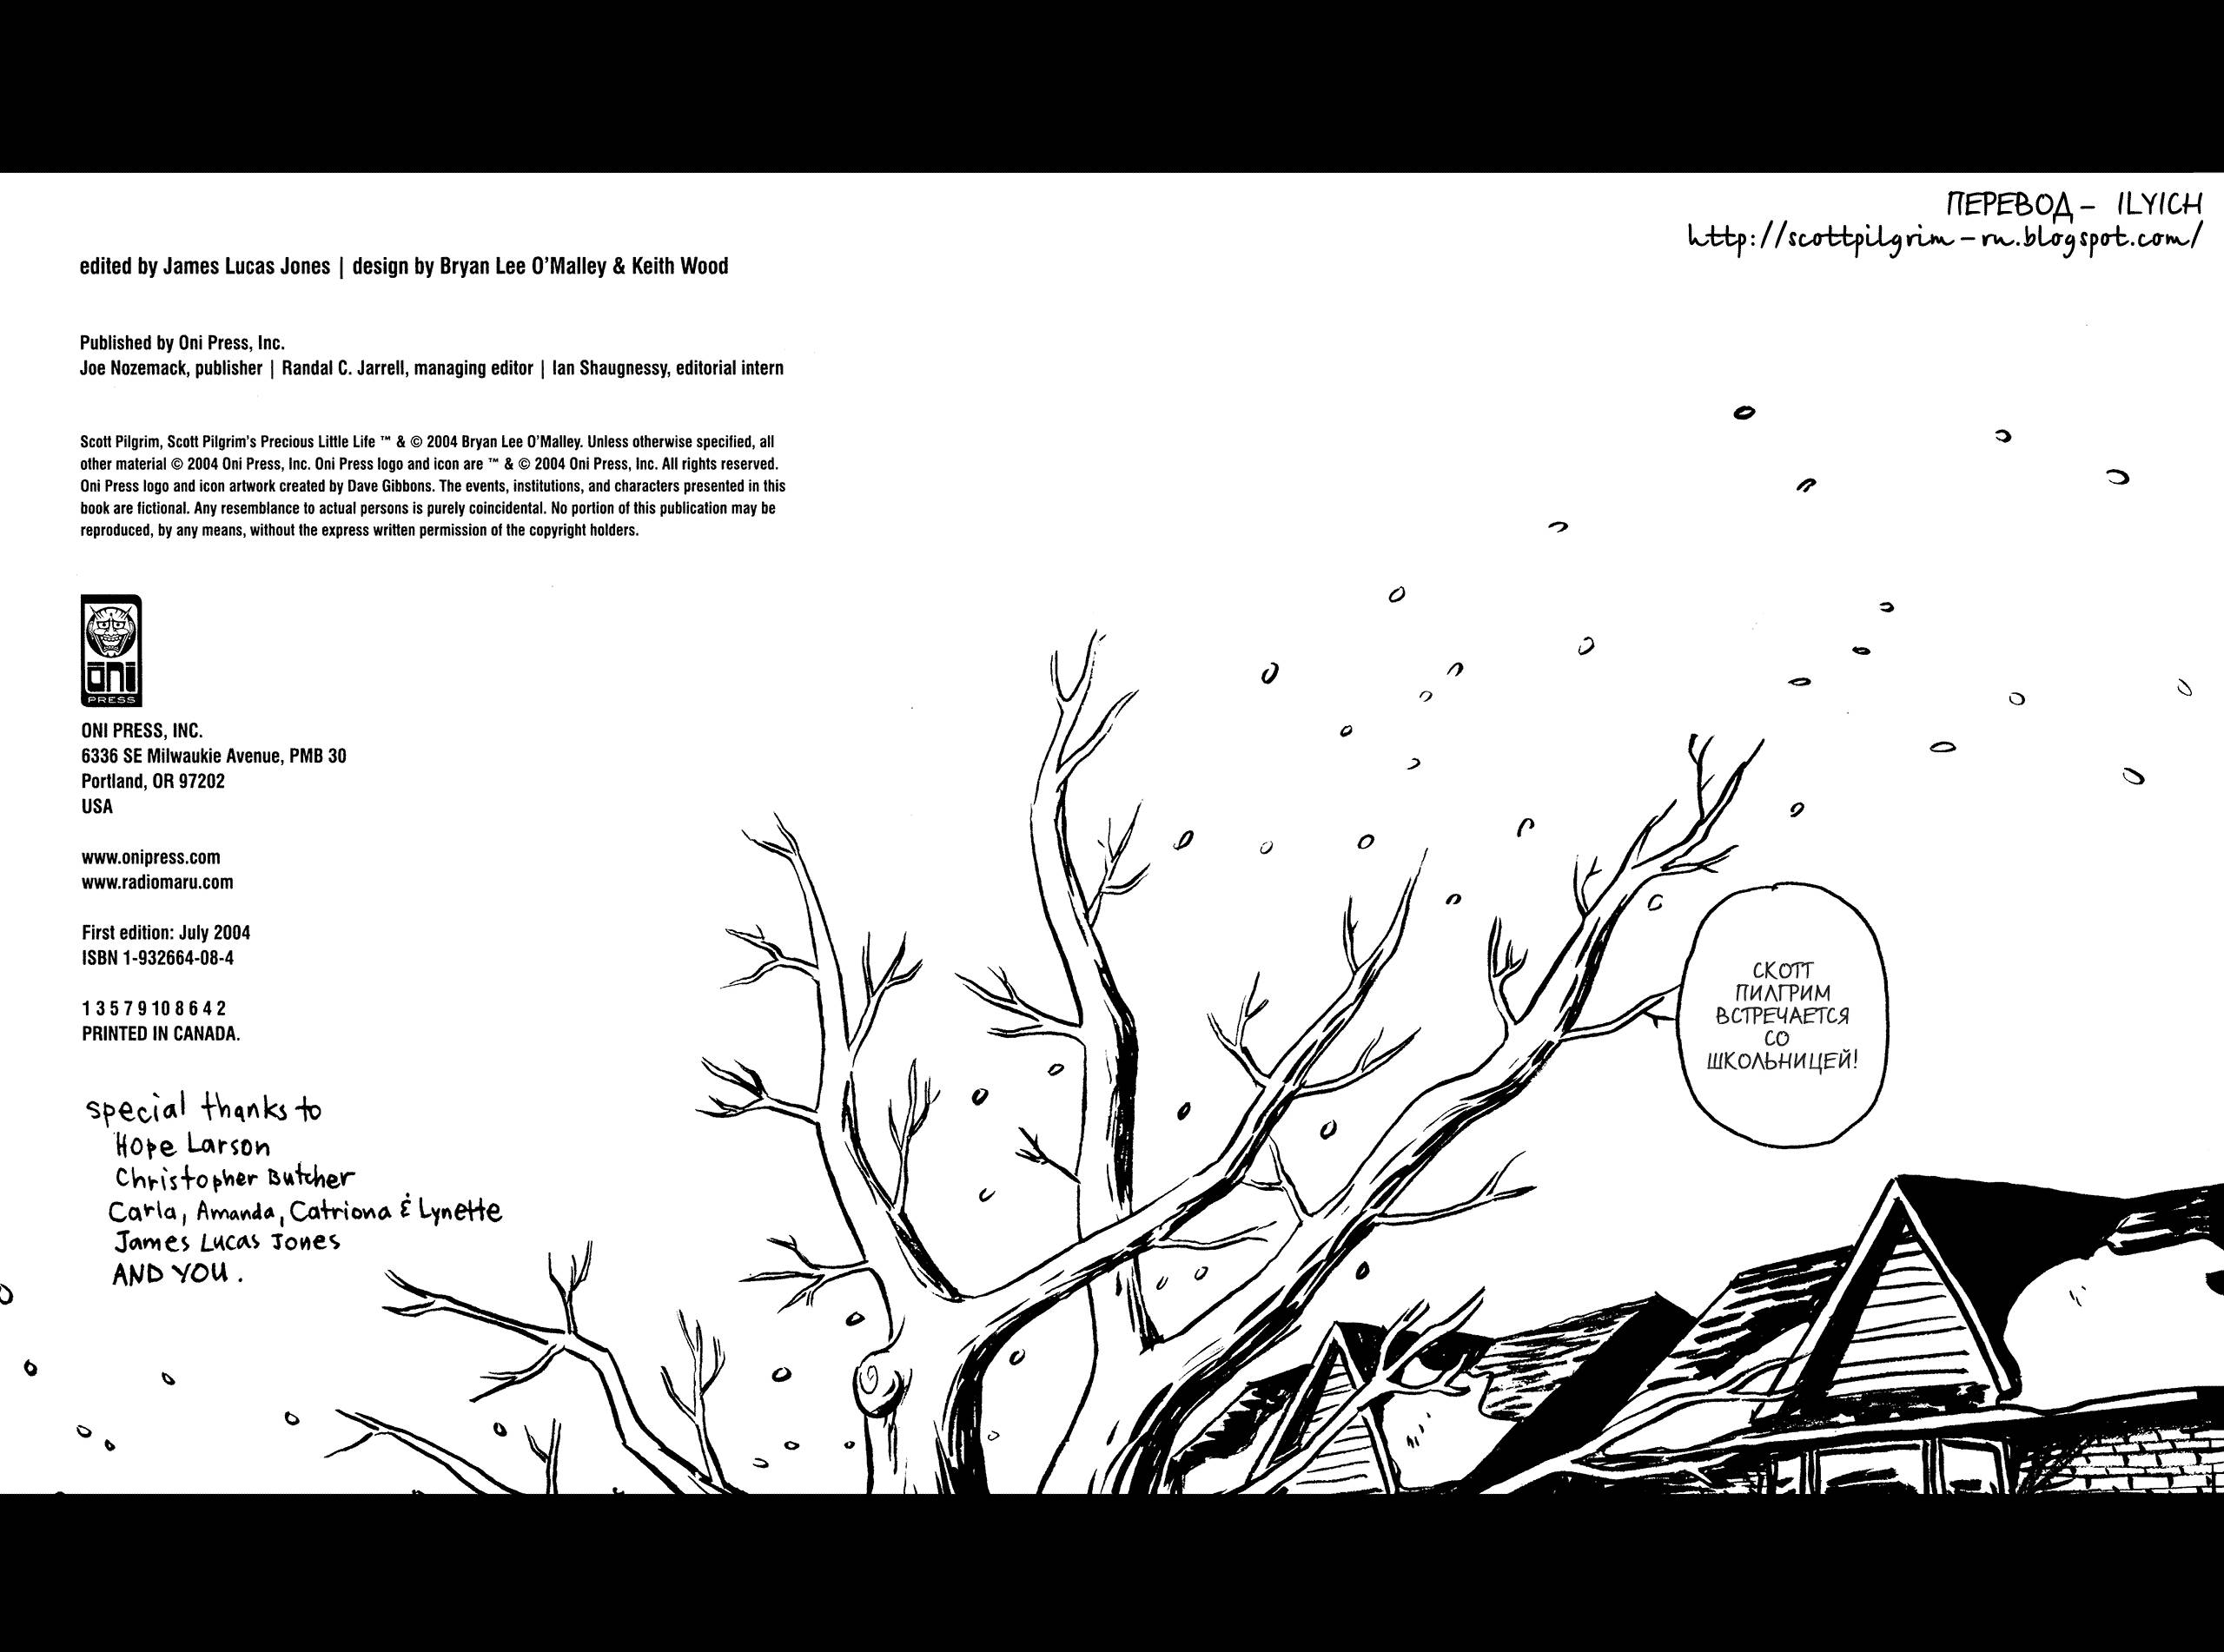 ПЕРЕВОД – ILYICH
http://scottpilgrim-ru.blogspot.com/
edited by James Lucas Jones | design by Bryan Lee O'Malley & Keith Wood
Published by Oni Press, Inc.
Joe Nozemack, publisher | Randal C. Jarrell, managing editor | Ian Shaugnessy, editorial intern
Scott Pilgrim, Scott Pilgrim's Precious Little Life ™ & © 2004 Bryan Lee O'Malley. Unless otherwise specified, all
other material © 2004 Oni Press, Inc. Oni Press logo and icon are ™ & © 2004 Oni Press, Inc. All rights reserved.
Oni Press logo and icon artwork created by Dave Gibbons. The events, institutions, and characters presented in this
book are fictional. Any resemblance to actual persons is purely coincidental. No portion of this publication may be
reproduced, by any means, without the express written permission of the copyright holders.
ōni
PRESS
ONI PRESS, INC.
6336 SE Milwaukie Avenue, PMB 30
Portland, OR 97202
USA
www.onipress.com
www.radiomaru.com
First edition: July 2004
ISBN 1-932664-08-4
1 3 5 7 9 10 8 6 4 2
PRINTED IN CANADA.
special thanks to
Hope Larson
Christopher Butcher
Carla, Amanda, Catriona & Lynette
James Lucas Jones
AND YOU.
СКОТТ
ПИЛГРИМ
ВСТРЕЧАЕТСЯ
СО
ШКОЛЬНИЦЕЙ!